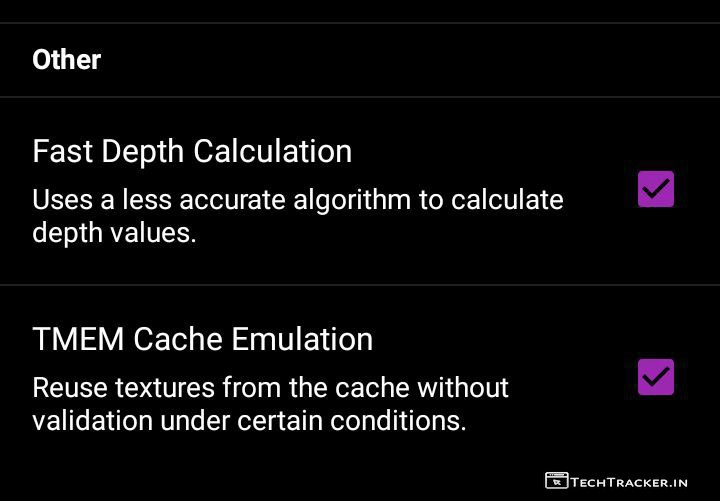 Other
Fast Depth Calculation
Uses a less accurate algorithm to calculate
depth values.
TMEM Cache Emulation
Reuse textures from the cache without
validation under certain conditions.
TECHTRACKER.IN